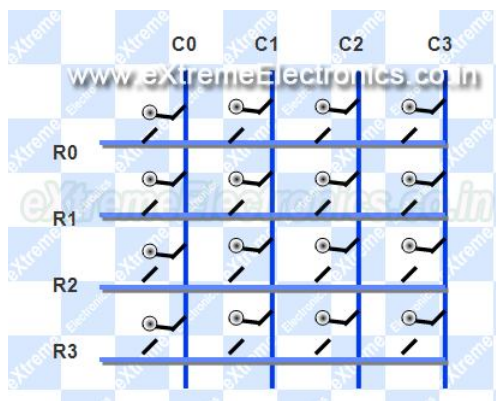 C0 C1 C2 C3
www.eXtremeElectronics.co.in
R0
R1
eXtremeElectronics.co.in
R2
R3